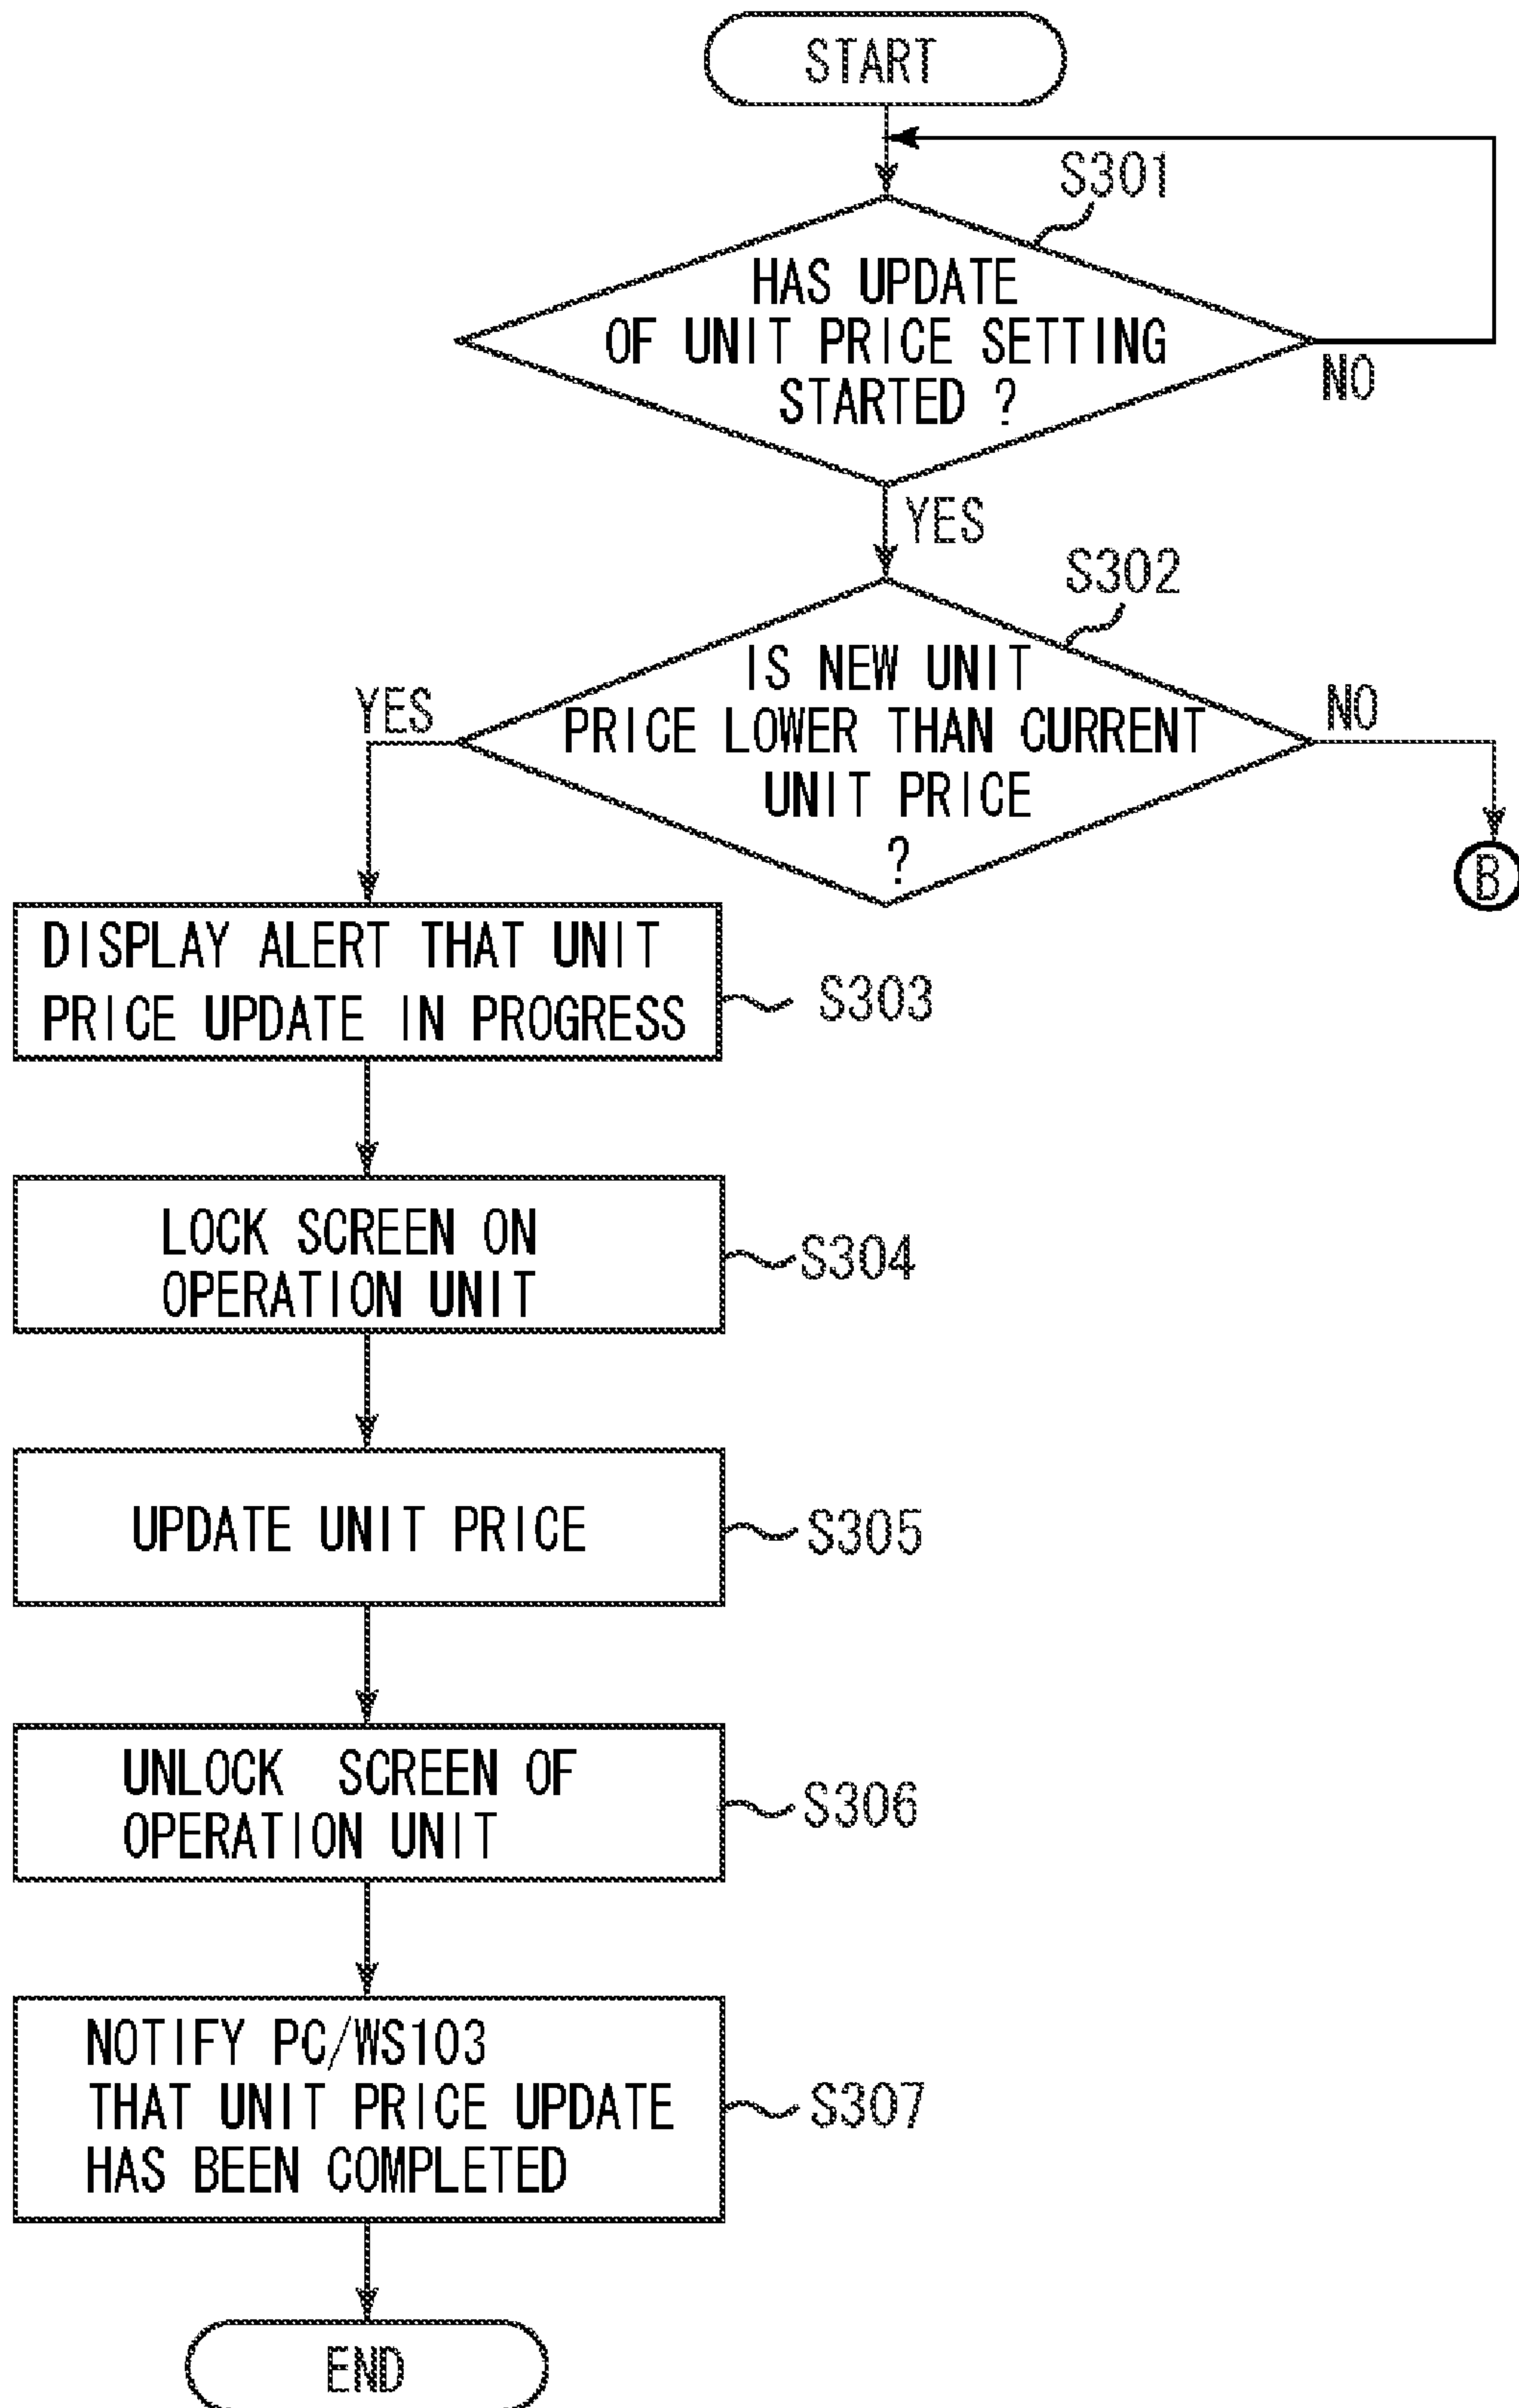 START
S301
HAS UPDATE
OF UNIT PRICE SETTING
STARTED ?
NO
YES
S302
IS NEW UNIT
PRICE LOWER THAN CURRENT
UNIT PRICE
?
YES
NO
B
DISPLAY ALERT THAT UNIT
PRICE UPDATE IN PROGRESS
S303
LOCK SCREEN ON
OPERATION UNIT
S304
UPDATE UNIT PRICE
S305
UNLOCK SCREEN OF
OPERATION UNIT
S306
NOTIFY PC/WS103
THAT UNIT PRICE UPDATE
HAS BEEN COMPLETED
S307
END